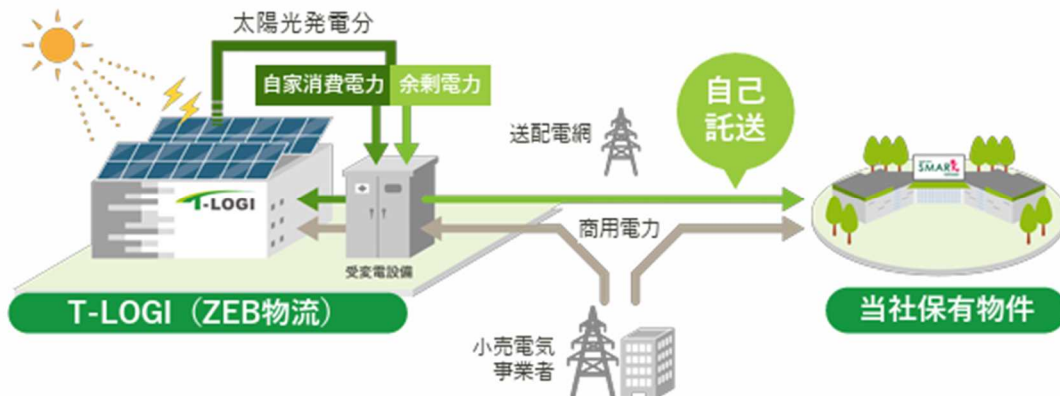 太陽光発電分
自家消費電力
余剰電力
自己
託送
送配電網
T-LOGI
SMARK
商用電力
受変電設備
T-LOGI（ZEB物流）
当社保有物件
小売電気
事業者